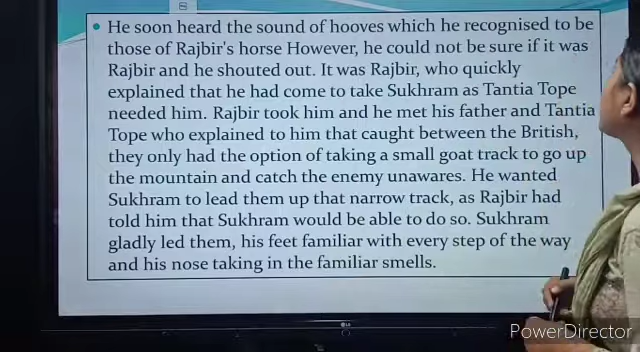 • He soon heard the sound of hooves which he recognised to be
those of Rajbir's horse However, he could not be sure if it was
Rajbir and he shouted out. It was Rajbir, who quickly
explained that he had come to take Sukhram as Tantia Tope
needed him. Rajbir took him and he met his father and Tantia
Tope who explained to him that caught between the British,
they only had the option of taking a small goat track to go up
the mountain and catch the enemy unawares. He wanted
Sukhram to lead them up that narrow track, as Rajbir had
told him that Sukhram would be able to do so. Sukhram
gladly led them, his feet familiar with every step of the way
and his nose taking in the familiar smells.
LG
PowerDirector